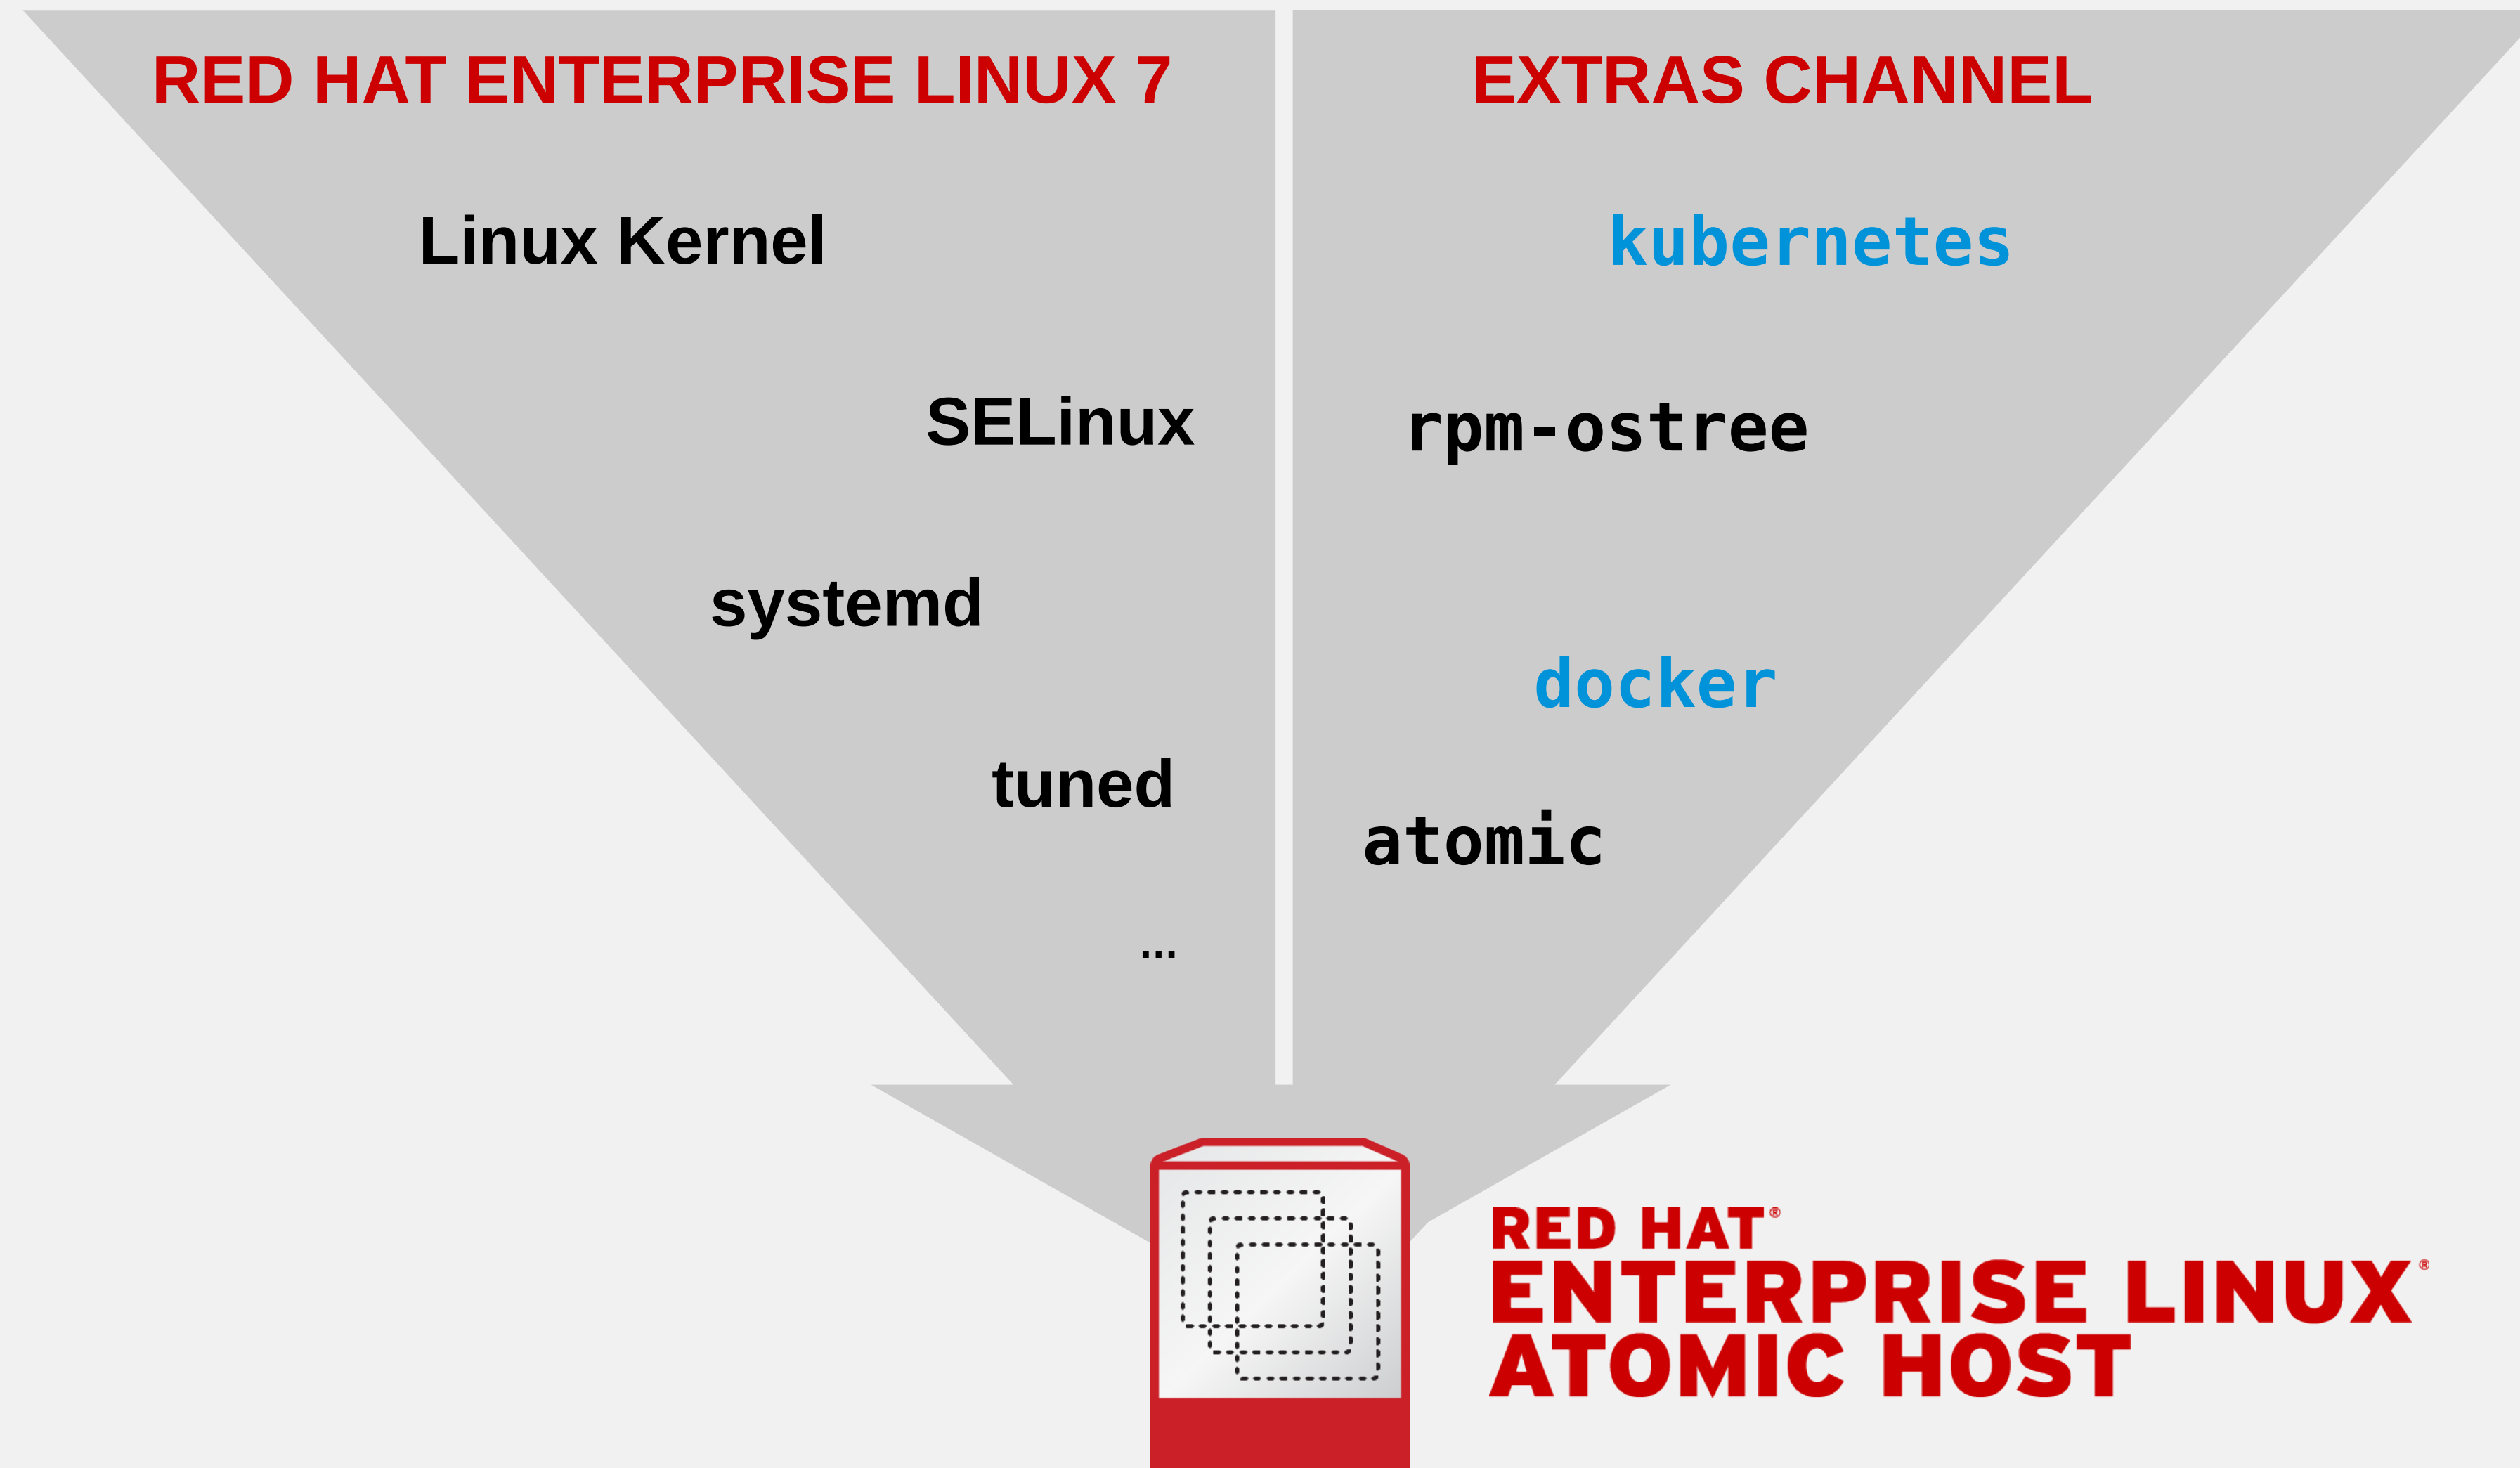 RED HAT ENTERPRISE LINUX 7
Linux Kernel
SELinux
systemd
tuned
...
EXTRAS CHANNEL
kubernetes
rpm-ostree
docker
atomic
RED HAT®
ENTERPRISE LINUX®
ATOMIC HOST